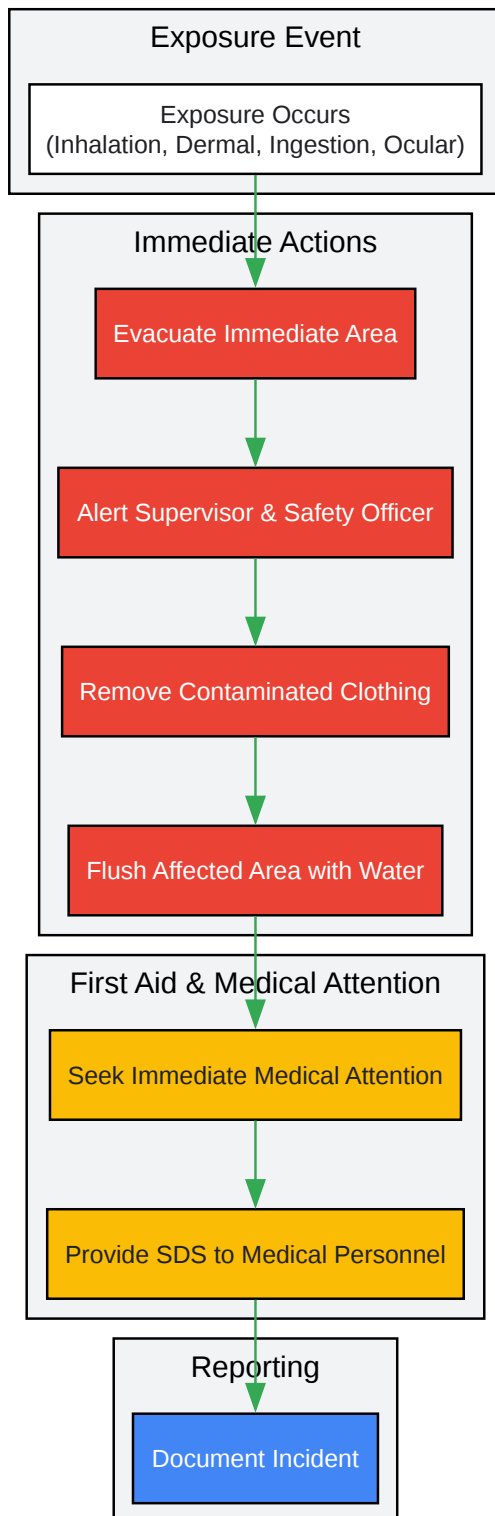 Exposure Event
Exposure Occurs
(Inhalation, Dermal, Ingestion, Ocular)
Immediate Actions
Evacuate Immediate Area
Alert Supervisor & Safety Officer
Remove Contaminated Clothing
Flush Affected Area with Water
First Aid & Medical Attention
Seek Immediate Medical Attention
Provide SDS to Medical Personnel
Reporting
Document Incident